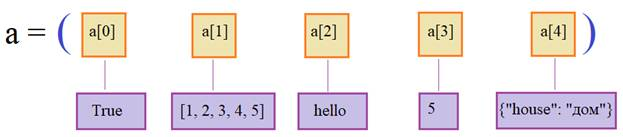 a = ( a[0] a[1] a[2] a[3] a[4] )
True [1, 2, 3, 4, 5] hello 5 {"house": "дом"}